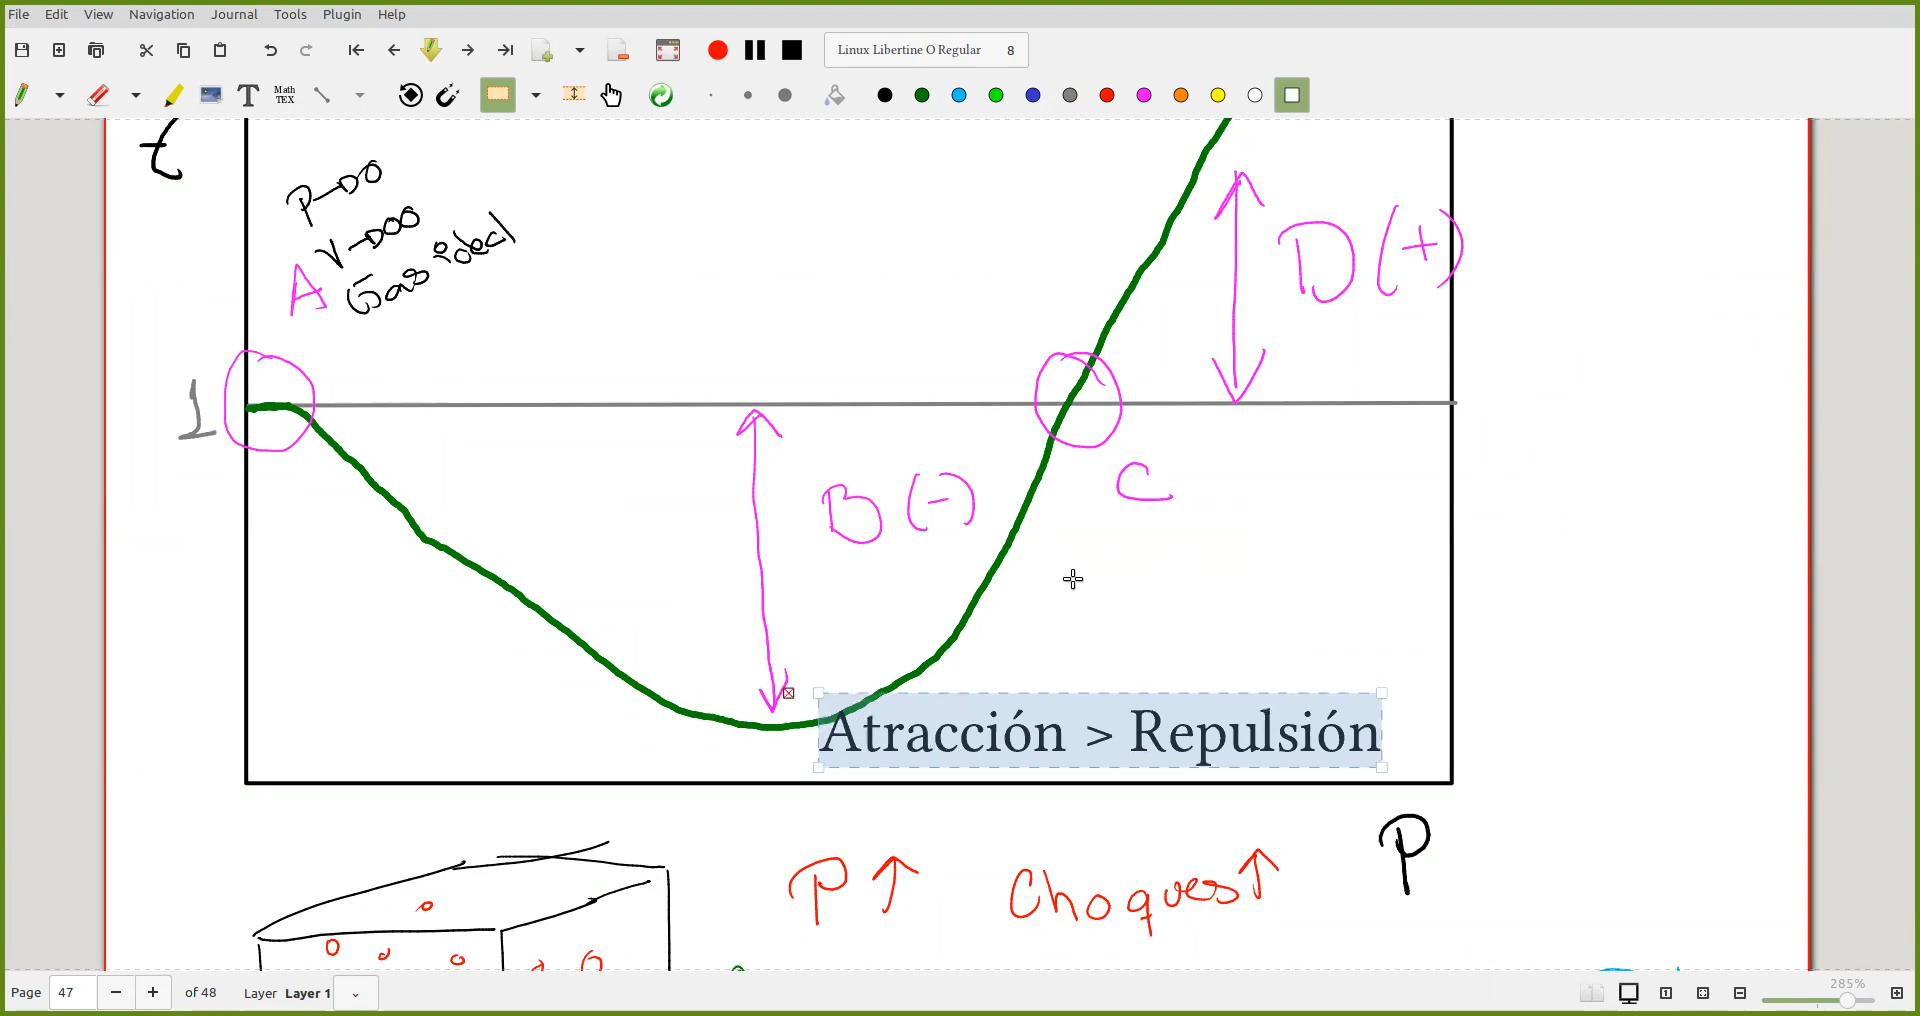 File Edit View Navigation Journal Tools Plugin Help
Linux Libertine O Regular 8
Math TEX
P→0
V→∞
Gas ideal
A
D(+)
1
B(-)
C
Atracción > Repulsión
P
P↑ Choques↑
Page 47 of 48 Layer Layer 1
285%